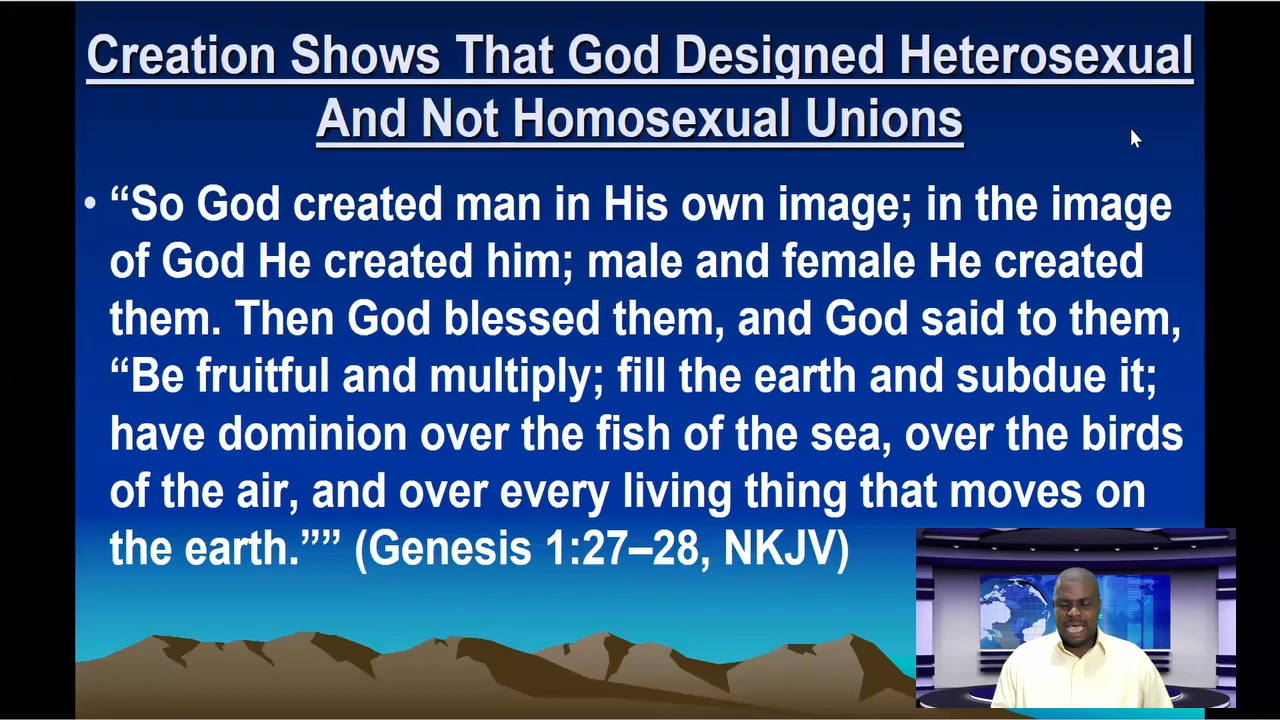 Creation Shows That God Designed Heterosexual
And Not Homosexual Unions
• “So God created man in His own image; in the image
of God He created him; male and female He created
them. Then God blessed them, and God said to them,
“Be fruitful and multiply; fill the earth and subdue it;
have dominion over the fish of the sea, over the birds
of the air, and over every living thing that moves on
the earth.”” (Genesis 1:27–28, NKJV)